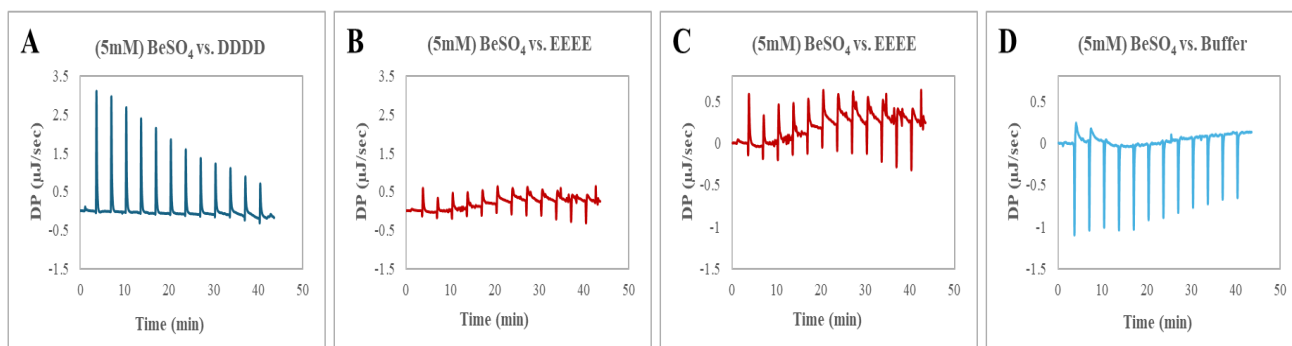 A
(5mM) BeSO₄ vs. DDDD
3.5
2.5
1.5
0.5
-0.5
-1.5
DP (µJ/sec)
0 10 20 30 40 50
Time (min)
B
(5mM) BeSO₄ vs. EEEE
3.5
2.5
1.5
0.5
-0.5
-1.5
DP (µJ/sec)
0 10 20 30 40 50
Time (min)
C
(5mM) BeSO₄ vs. EEEE
0.5
0
-0.5
-1
-1.5
DP (µJ/sec)
0 10 20 30 40 50
Time (min)
D
(5mM) BeSO₄ vs. Buffer
0.5
0
-0.5
-1
-1.5
DP (µJ/sec)
0 10 20 30 40 50
Time (min)